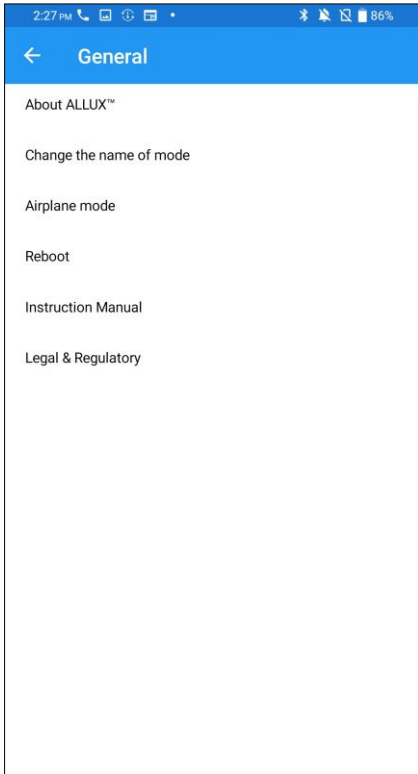 2:27 PM 86%
General
About ALLUX™
Change the name of mode
Airplane mode
Reboot
Instruction Manual
Legal & Regulatory